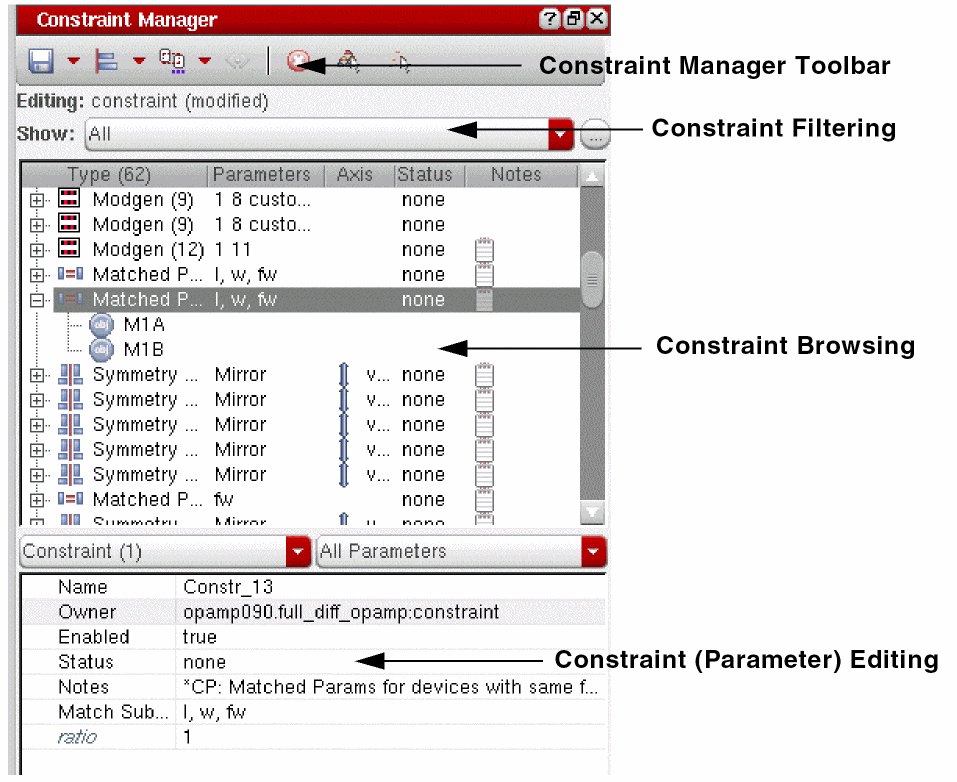 Constraint Manager
Constraint Manager Toolbar
Editing: constraint (modified)
Show: All ...
Constraint Filtering
Type (62) Parameters Axis Status Notes
Modgen (9) 1 8 custo... none
Modgen (9) 1 8 custo... none
Modgen (12) 1 11 none
Matched P... l, w, fw none
Matched P... l, w, fw none
obj M1A
obj M1B
Constraint Browsing
Symmetry ... Mirror v... none
Symmetry ... Mirror v... none
Symmetry ... Mirror v... none
Symmetry ... Mirror v... none
Symmetry ... Mirror v... none
Matched P... fw none
Symmetry Mirror none
Constraint (1) All Parameters
Name Constr_13
Owner opamp090.full_diff_opamp:constraint
Enabled true
Status none
Constraint (Parameter) Editing
Notes *CP: Matched Params for devices with same f...
Match Sub... l, w, fw
ratio 1